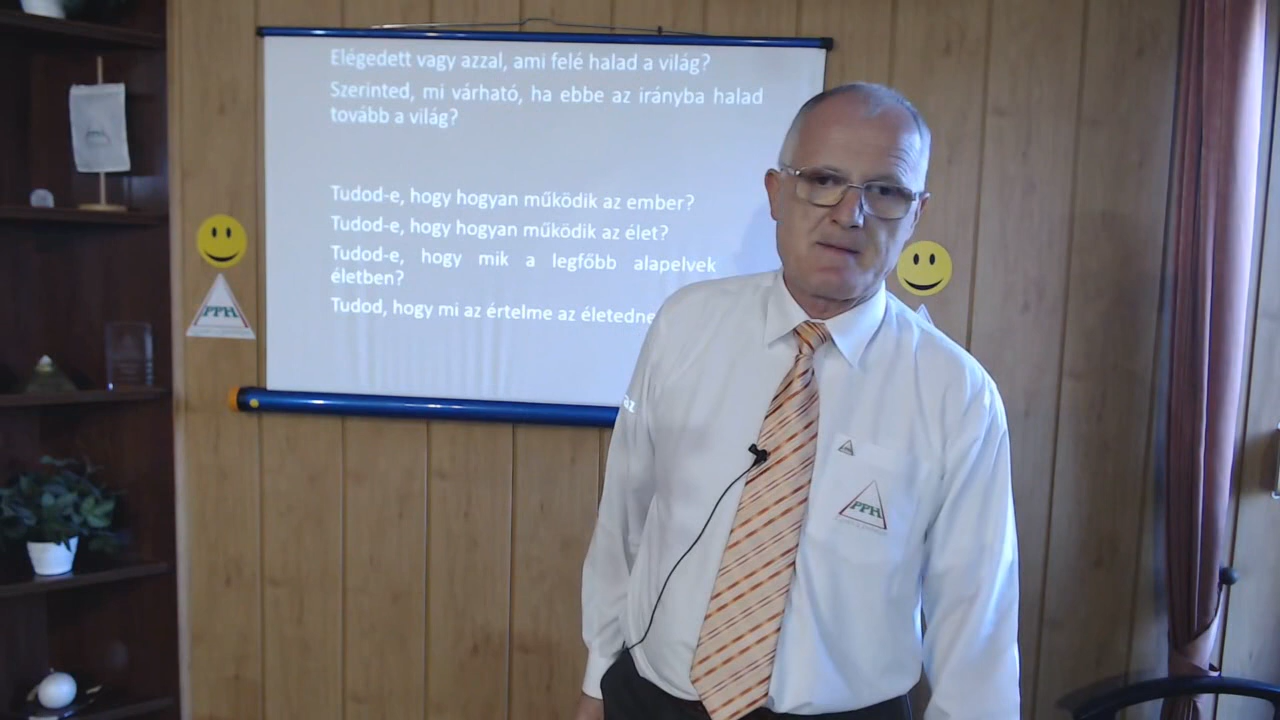 Elégedett vagy azzal, ami felé halad a világ?
Szerinted, mi várható, ha ebbe az irányba halad
tovább a világ?
Tudod-e, hogy hogyan működik az ember?
Tudod-e, hogy hogyan működik az élet?
Tudod-e, hogy mik a legfőbb alapelvek
életben?
Tudod, hogy mi az értelme az életedne
az
PPH
PPH